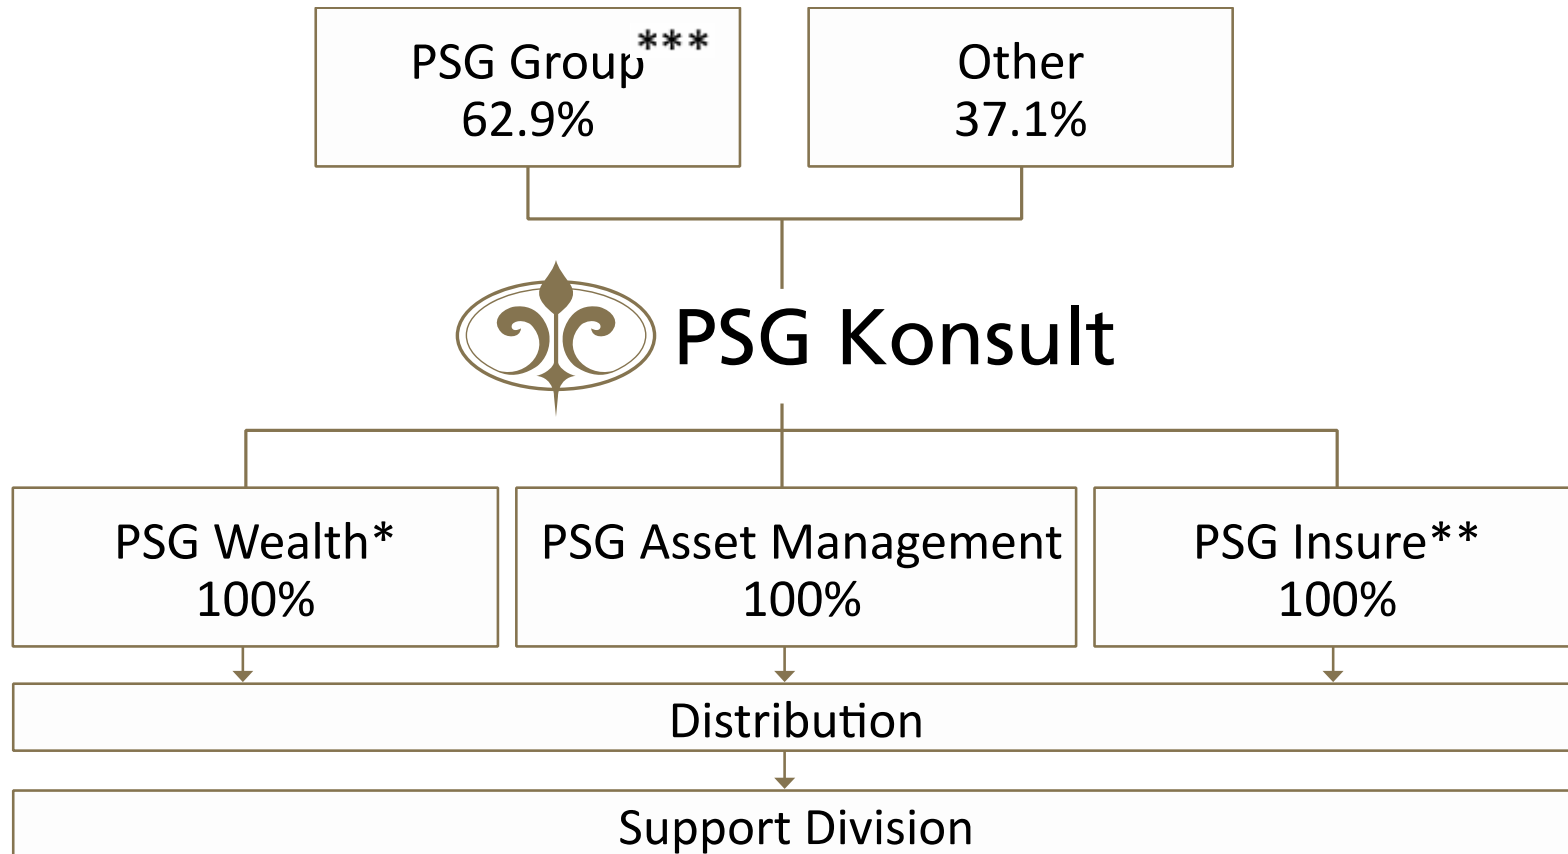 PSG Group***
62.9%
Other
37.1%
PSG Konsult
PSG Wealth*
100%
PSG Asset Management
100%
PSG Insure**
100%
Distribution
Support Division